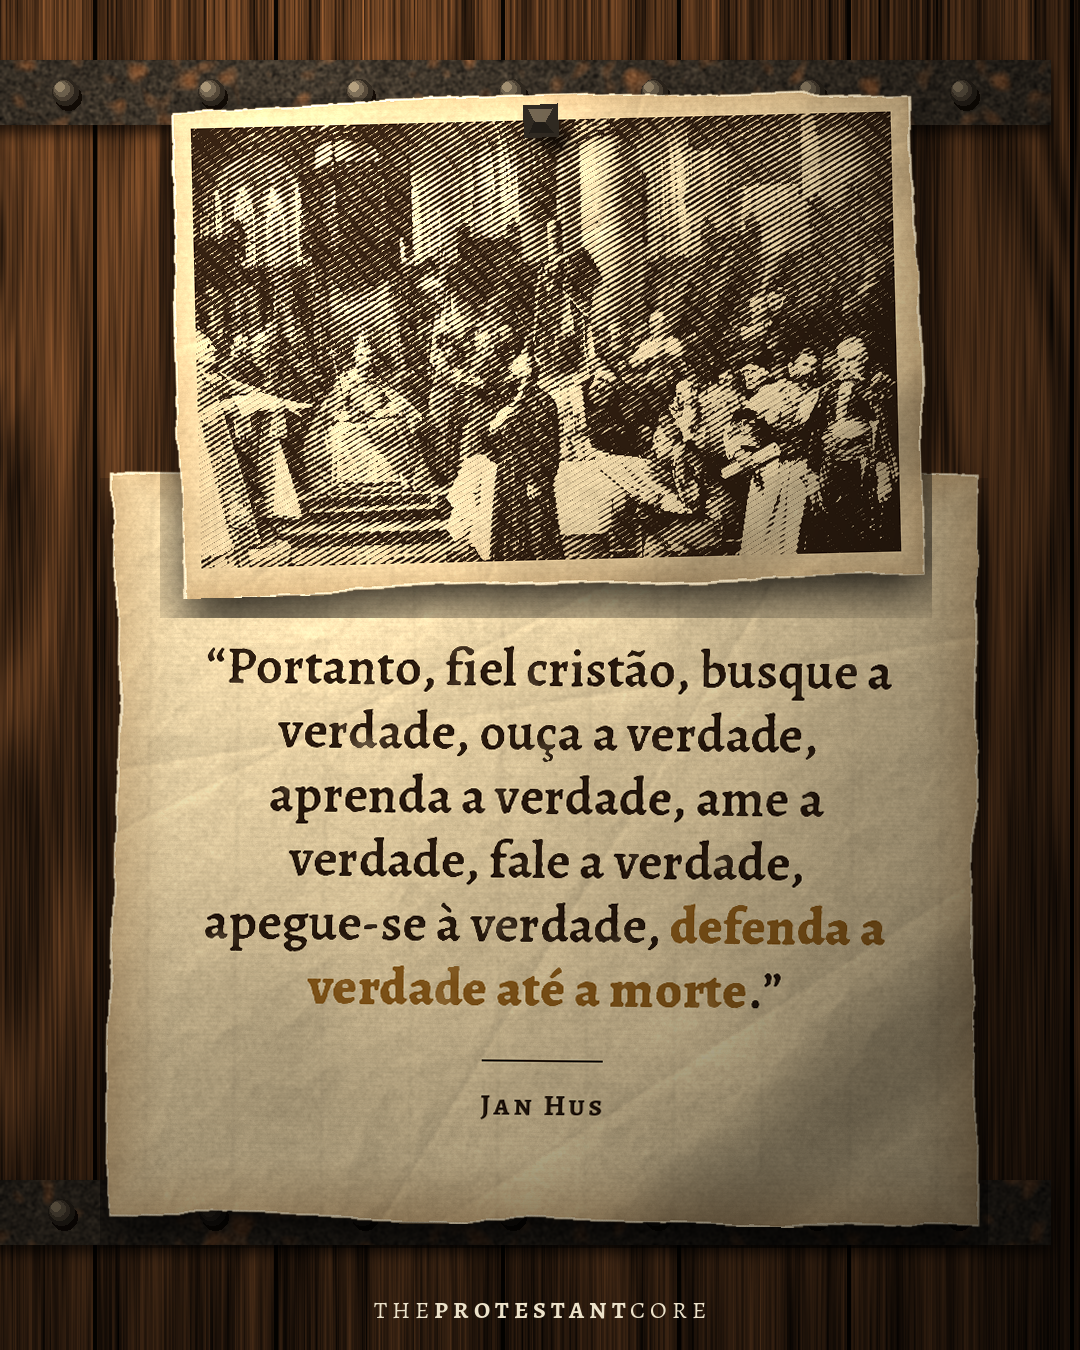 “Portanto, fiel cristão, busque a
verdade, ouça a verdade,
aprenda a verdade, ame a
verdade, fale a verdade,
apegue-se à verdade, defenda a
verdade até a morte.”
Jan Hus
THEPROTESTANTCORE